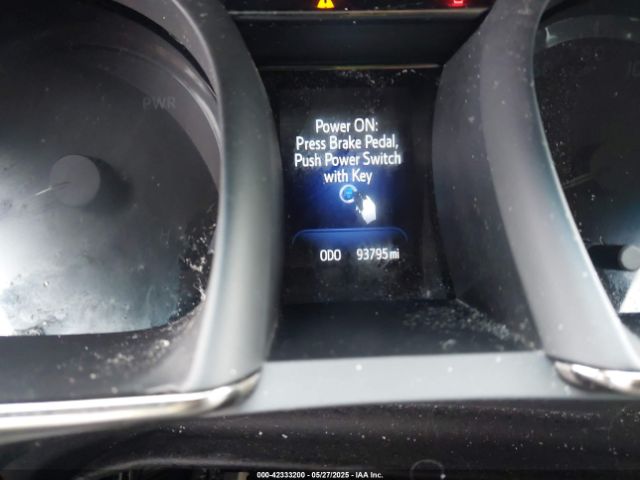 PWR
Power ON:
Press Brake Pedal,
Push Power Switch
with Key
ODO 93795 mi
000-42333200 - 05/27/2025 - IAA Inc.